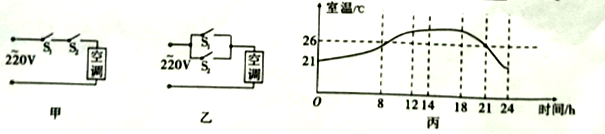 S₁ S₂
~
220V
空调
甲
S₁
S₂
~
220V
空调
乙
室温/℃
26
21
O 8 12 14 18 21 24 时间/h
丙